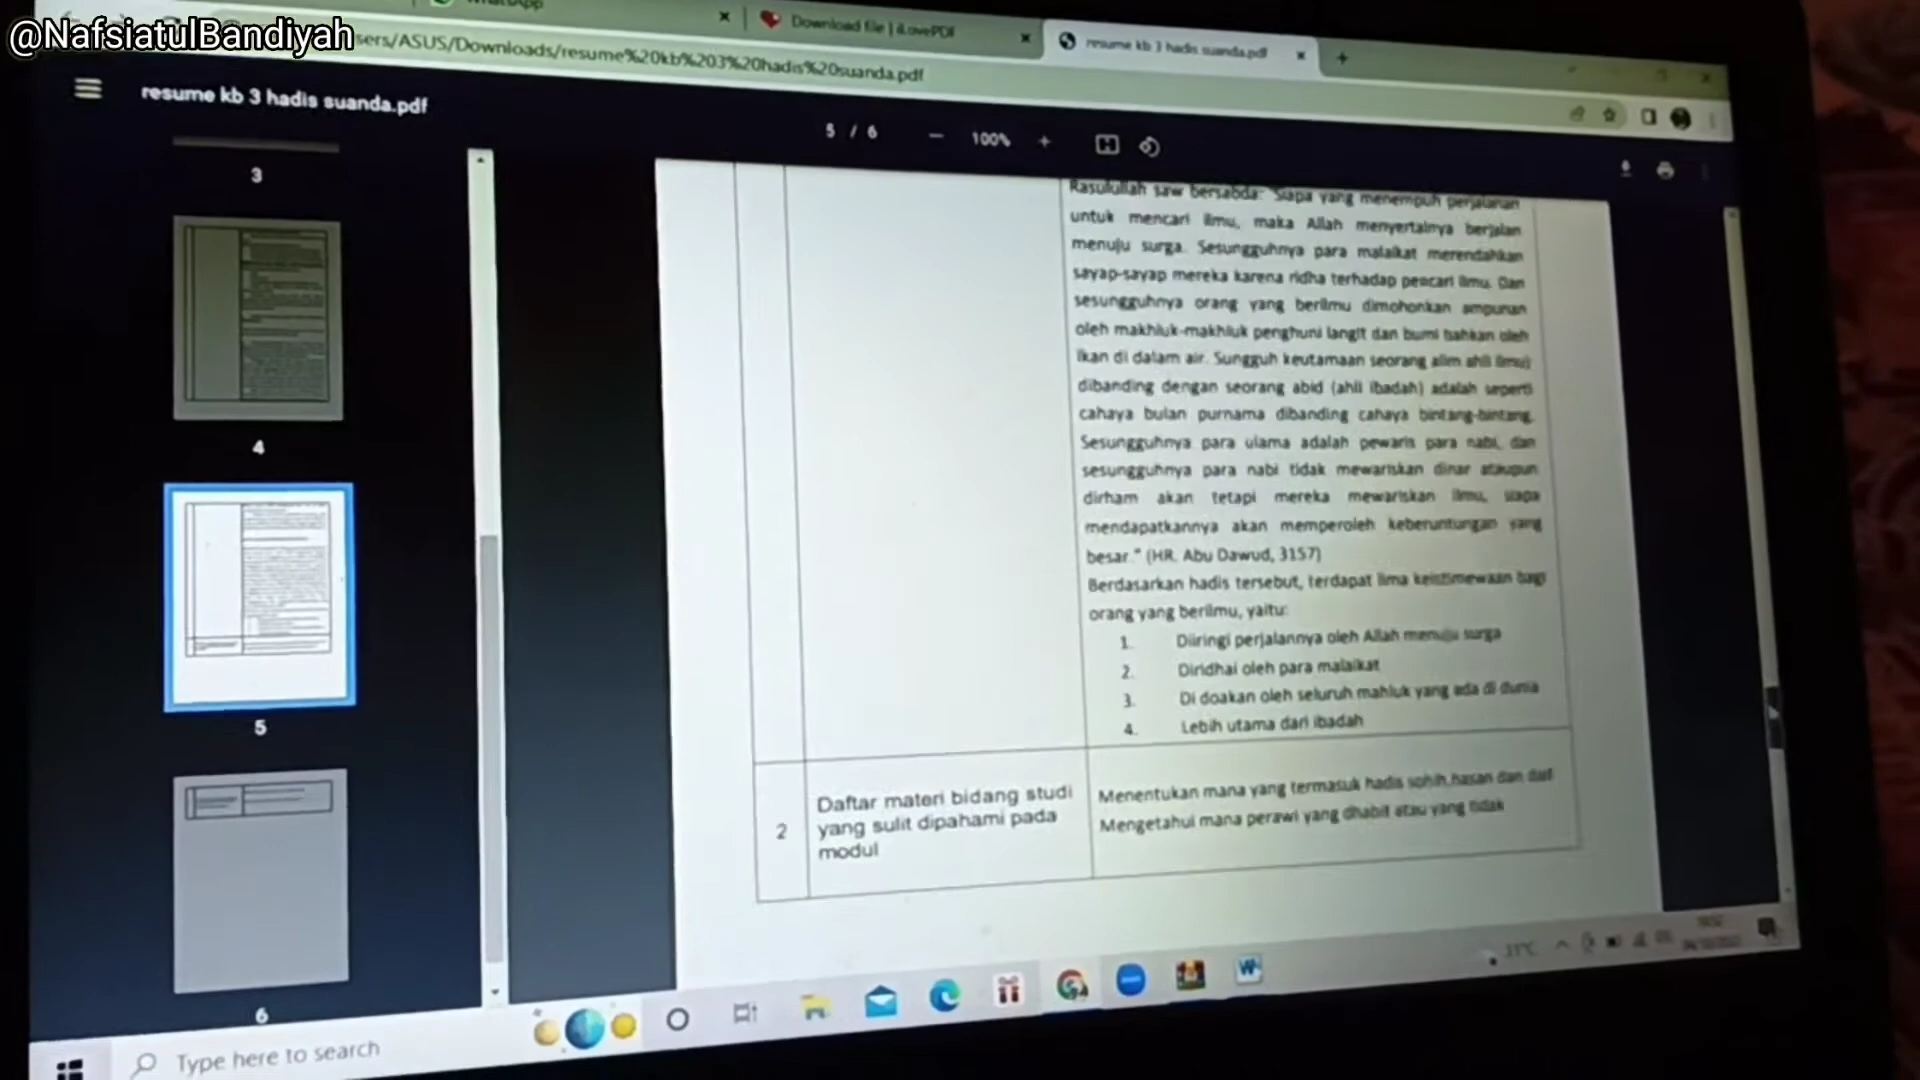 @NafsiatulBandiyah
WhatsApp
Download file | iLovePDF
resume kb 3 hadis suanda.pdf
sers/ASUS/Downloads/resume%20kb%203%20hadis%20suanda.pdf
resume kb 3 hadis suanda.pdf
5 / 6
100%
3
4
5
6
Rasulullah saw bersabda: "Siapa yang menempuh perjalanan
untuk mencari ilmu, maka Allah menyertainya berjalan
menuju surga. Sesungguhnya para malaikat merendahkan
sayap-sayap mereka karena ridha terhadap pencari ilmu. Dan
sesungguhnya orang yang berilmu dimohonkan ampunan
oleh makhluk-makhluk penghuni langit dan bumi bahkan oleh
ikan di dalam air. Sungguh keutamaan seorang alim ahli ilmu)
dibanding dengan seorang abid (ahli ibadah) adalah seperti
cahaya bulan purnama dibanding cahaya bintang-bintang.
Sesungguhnya para ulama adalah pewaris para nabi, dan
sesungguhnya para nabi tidak mewariskan dinar ataupun
dirham akan tetapi mereka mewariskan ilmu, siapa
mendapatkannya akan memperoleh keberuntungan yang
besar." (HR. Abu Dawud, 3157)
Berdasarkan hadis tersebut, terdapat lima keistimewaan bagi
orang yang berilmu, yaitu:
1. Diiringi perjalannya oleh Allah menuju surga
2. Diridhai oleh para malaikat
3. Di doakan oleh seluruh mahluk yang ada di dunia
4. Lebih utama dari ibadah
2
Daftar materi bidang studi
yang sulit dipahami pada
modul
Menentukan mana yang termasuk hadis sohih,hasan dan daif
Mengetahui mana perawi yang dhabit atau yang tidak
Type here to search